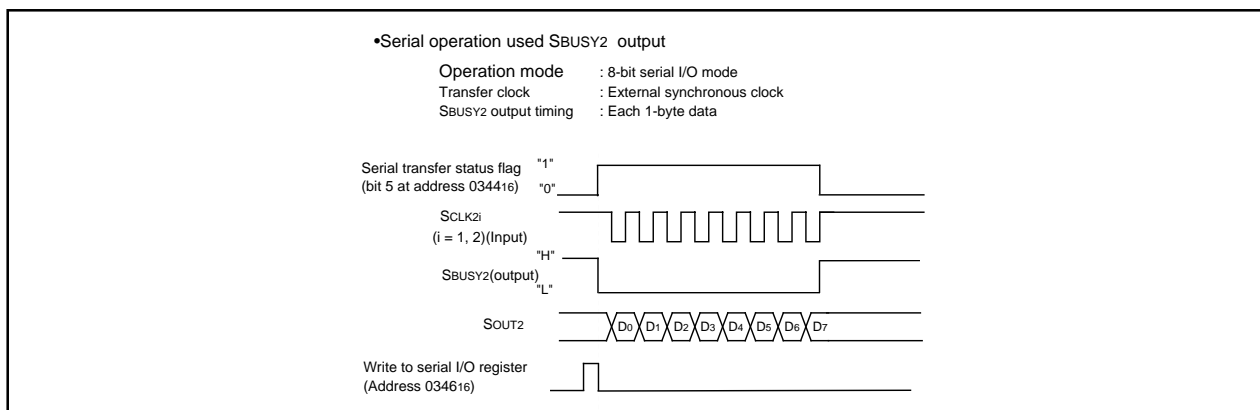 •Serial operation used SBUSY2 output
Operation mode : 8-bit serial I/O mode
Transfer clock : External synchronous clock
SBUSY2 output timing : Each 1-byte data
Serial transfer status flag "1"
(bit 5 at address 034416) "0"
SCLK2i
(i = 1, 2)(Input)
"H"
SBUSY2(output)
"L"
SOUT2 D0 D1 D2 D3 D4 D5 D6 D7
Write to serial I/O register
(Address 034616)